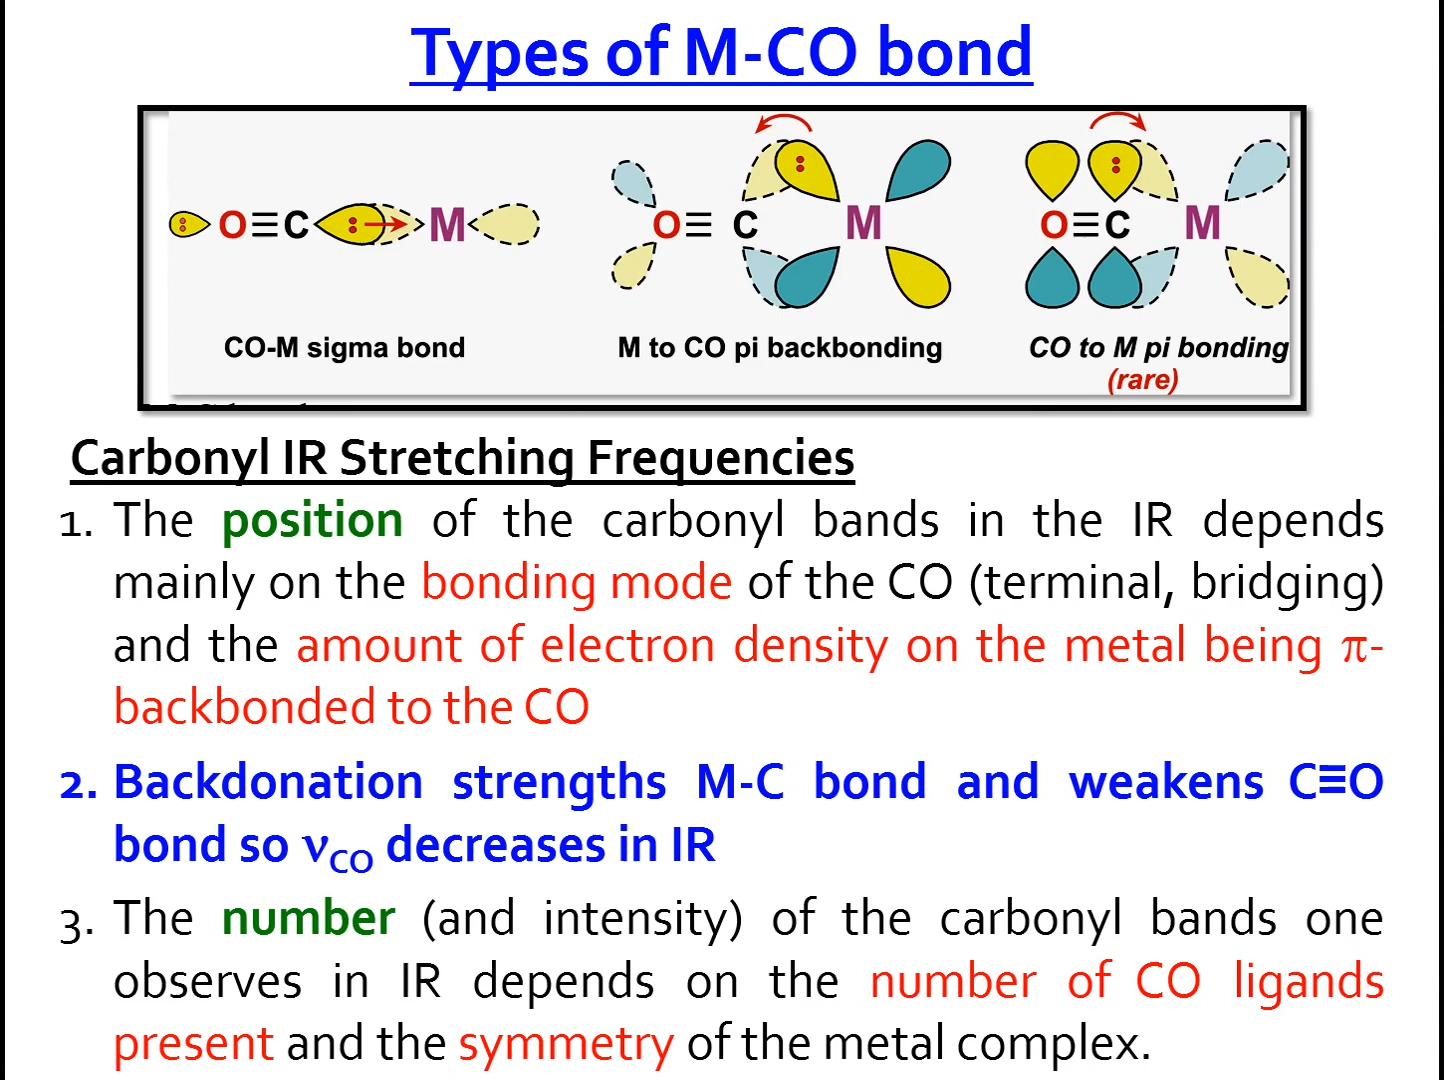 Types of M-CO bond
O≡C M
O≡ C M
O≡C M
CO-M sigma bond
M to CO pi backbonding
CO to M pi bonding
(rare)
Carbonyl IR Stretching Frequencies
1. The position of the carbonyl bands in the IR depends
mainly on the bonding mode of the CO (terminal, bridging)
and the amount of electron density on the metal being π-
backbonded to the CO
2. Backdonation strengths M-C bond and weakens C≡O
bond so νCO decreases in IR
3. The number (and intensity) of the carbonyl bands one
observes in IR depends on the number of CO ligands
present and the symmetry of the metal complex.